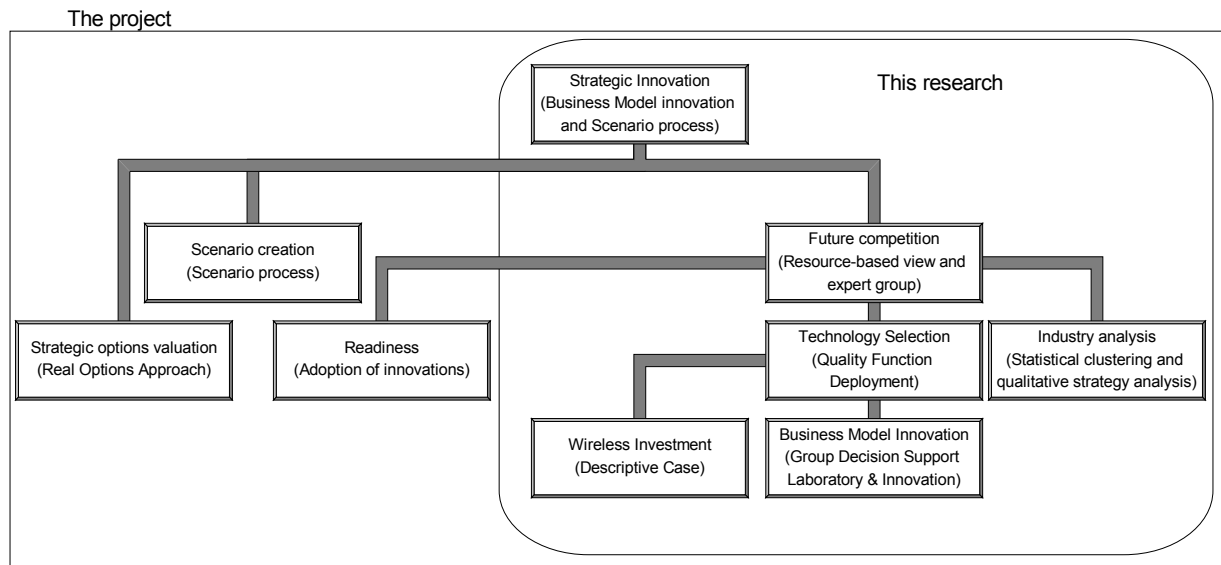 The project
This research
Strategic Innovation
(Business Model innovation
and Scenario process)
Scenario creation
(Scenario process)
Future competition
(Resource-based view and
expert group)
Strategic options valuation
(Real Options Approach)
Readiness
(Adoption of innovations)
Technology Selection
(Quality Function
Deployment)
Industry analysis
(Statistical clustering and
qualitative strategy analysis)
Wireless Investment
(Descriptive Case)
Business Model Innovation
(Group Decision Support
Laboratory & Innovation)